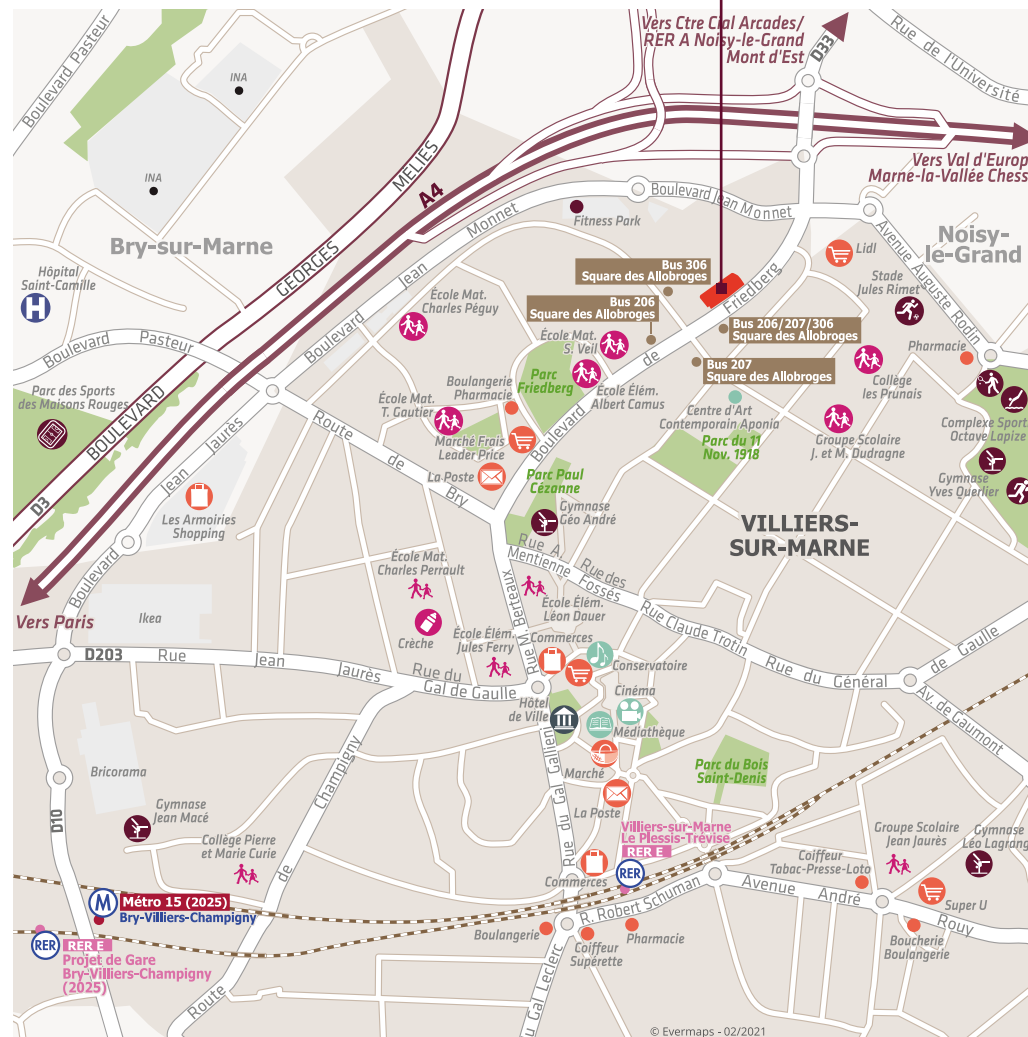 Vers Ctre Cial Arcades/
RER A Noisy-le-Grand
Mont d'Est
D33
Rue de l'Université
Boulevard Pasteur
INA
INA
MELIES
GEORGES
BOULEVARD
D3
A4
Vers Val d'Europ
Marne-la-Vallée Chess
Boulevard Jean Monnet
Fitness Park
Boulevard Jean Monnet
Bry-sur-Marne
Noisy-
le-Grand
Hôpital
Saint-Camille
H
Boulevard Pasteur
Parc des Sports
des Maisons Rouges
Bus 306
Square des Allobroges
Bus 206
Square des Allobroges
Bus 206/207/306
Square des Allobroges
Bus 207
Square des Allobroges
Lidl
Stade
Jules Rimet
Avenue Auguste Rodin
Pharmacie
École Mat.
Charles Péguy
École Mat.
S. Veil
Parc
Friedberg
École Élém.
Albert Camus
Boulangerie
Pharmacie
École Mat.
T. Gautier
Marché Frais
Leader Price
La Poste
Boulevard de Friedberg
Centre d'Art
Contemporain Aponia
Parc du 11
Nov. 1918
Collège
les Prunais
Groupe Scolaire
J. et M. Dudragne
Complexe Sporti
Octave Lapize
Gymnase
Yves Querlier
Parc Paul
Cézanne
Gymnase
Géo André
VILLIERS-
SUR-MARNE
Route de Bry
Boulevard Jean Jaurès
Les Armoiries
Shopping
Vers Paris
Ikea
École Mat.
Charles Perrault
Crèche
École Élém.
Jules Ferry
École Élém.
Léon Dauer
Rue A.
Mentienne
Rue des
Fossés
Rue Claude Trotin
Rue du Général de Gaulle
Av. de Gaumont
Rue M. Berteaux
Commerces
Conservatoire
Cinéma
Médiathèque
Hôtel
de Ville
D203
Rue Jean Jaurès
Rue du
Gal de Gaulle
Marché
La Poste
Parc du Bois
Saint-Denis
Rue du Gal Gallieni
Bricorama
D10
Gymnase
Jean Macé
Collège Pierre
et Marie Curie
Route de Champigny
Villiers-sur-Marne
Le Plessis-Trévise
RER E
RER
Commerces
Groupe Scolaire
Jean Jaurès
Gymnase
Léo Lagrang
Coiffeur
Tabac-Presse-Loto
Super U
Avenue André Rouy
R. Robert Schuman
Boucherie
Boulangerie
Boulangerie
Coiffeur
Supérette
Pharmacie
M
Métro 15 (2025)
Bry-Villiers-Champigny
RER
RER E
Projet de Gare
Bry-Villiers-Champigny
(2025)
u Gal Leclerc
© Evermaps - 02/2021